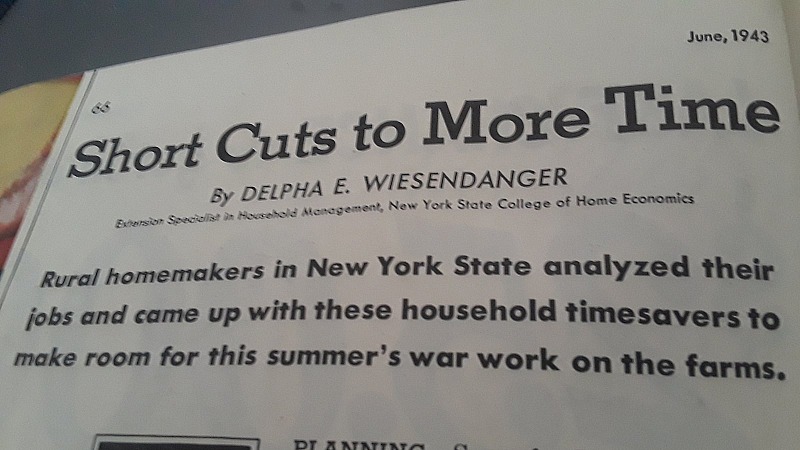 June, 1943
66
Short Cuts to More Time
By DELPHA E. WIESENDANGER
Extension Specialist in Household Management, New York State College of Home Economics
Rural homemakers in New York State analyzed their
jobs and came up with these household timesavers to
make room for this summer's war work on the farms.
PLANNING